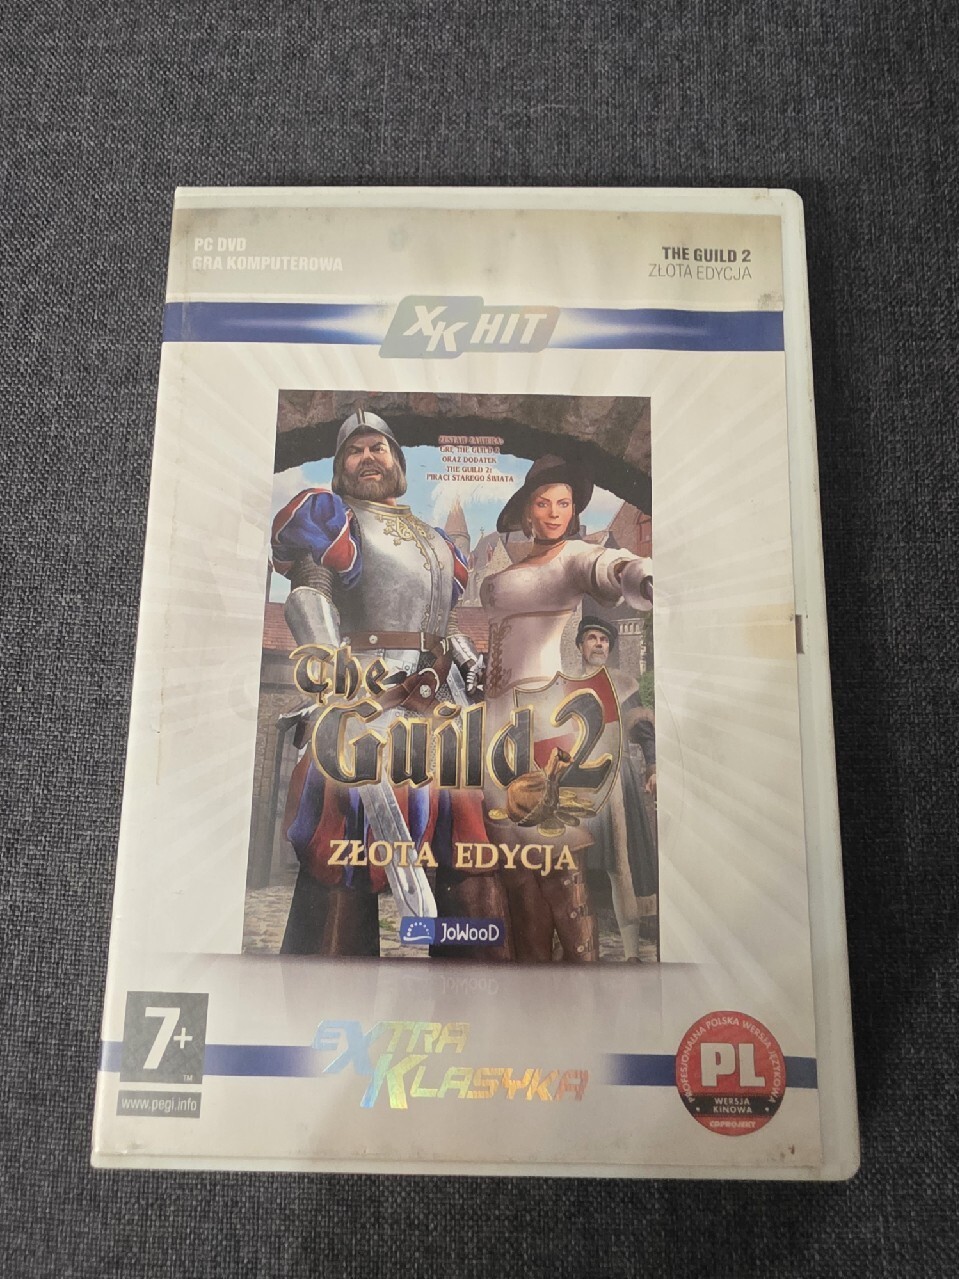 PC DVD
GRA KOMPUTEROWA
THE GUILD 2
ZŁOTA EDYCJA
XK HIT
ZESTAW ZAWIERA:
GRĘ THE GUILD 2
ORAZ DODATEK
THE GUILD 2:
PIRACI STAREGO ŚWIATA
The
Guild 2
ZŁOTA EDYCJA
JoWooD
7+
TM
www.pegi.info
EXTRA
KLASYKA
PROFESJONALNA POLSKA WERSJA JĘZYKOWA
PL
WERSJA
KINOWA
CDPROJEKT